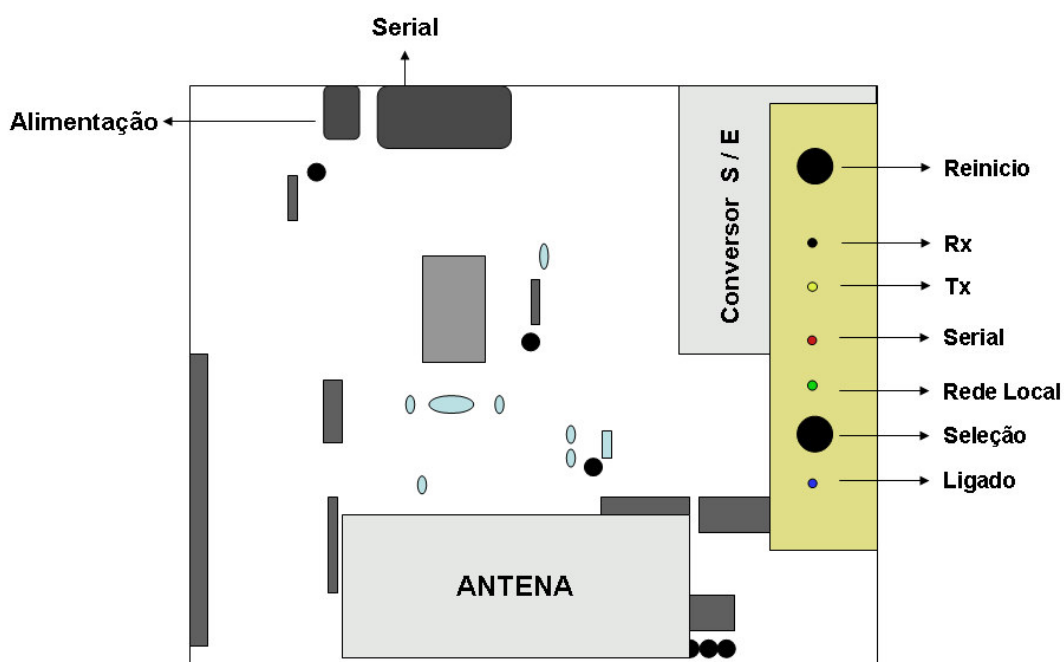 Serial
Alimentação
Conversor S / E
Reinicio
Rx
Tx
Serial
Rede Local
Seleção
Ligado
ANTENA